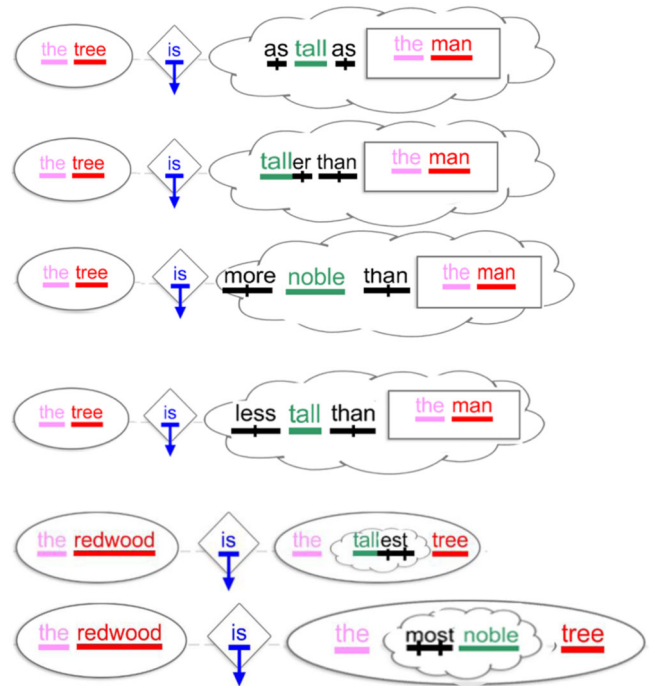 the tree is as tall as the man
the tree is taller than the man
the tree is more noble than the man
the tree is less tall than the man
the redwood is the tallest tree
the redwood is the most noble tree